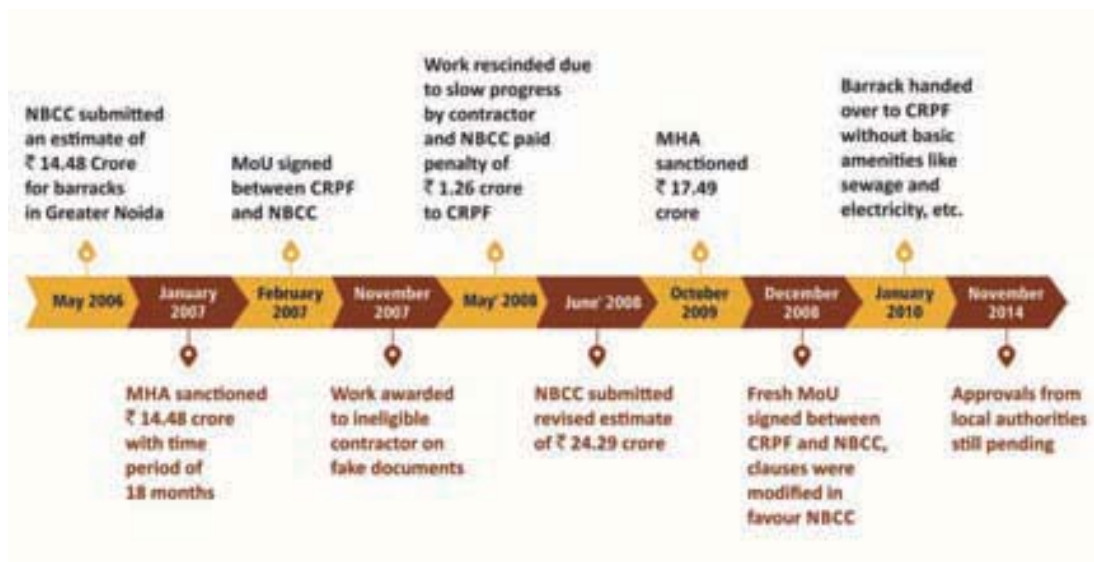 NBCC submitted
an estimate of
₹ 14.48 Crore
for barracks
in Greater Noida
MoU signed
between CRPF
and NBCC
Work rescinded due
to slow progress
by contractor
and NBCC paid
penalty of
₹ 1.26 crore
to CRPF
MHA
sanctioned
₹ 17.49
crore
Barrack handed
over to CRPF
without basic
amenities like
sewage and
electricity, etc.
May 2006
January
2007
February
2007
November
2007
May' 2008
June' 2008
October
2009
December
2008
January
2010
November
2014
MHA sanctioned
₹ 14.48 crore
with time
period of
18 months
Work awarded
to ineligible
contractor on
fake documents
NBCC submitted
revised estimate
of ₹ 24.29 crore
Fresh MoU
signed between
CRPF and NBCC,
clauses were
modified in
favour NBCC
Approvals from
local authorities
still pending